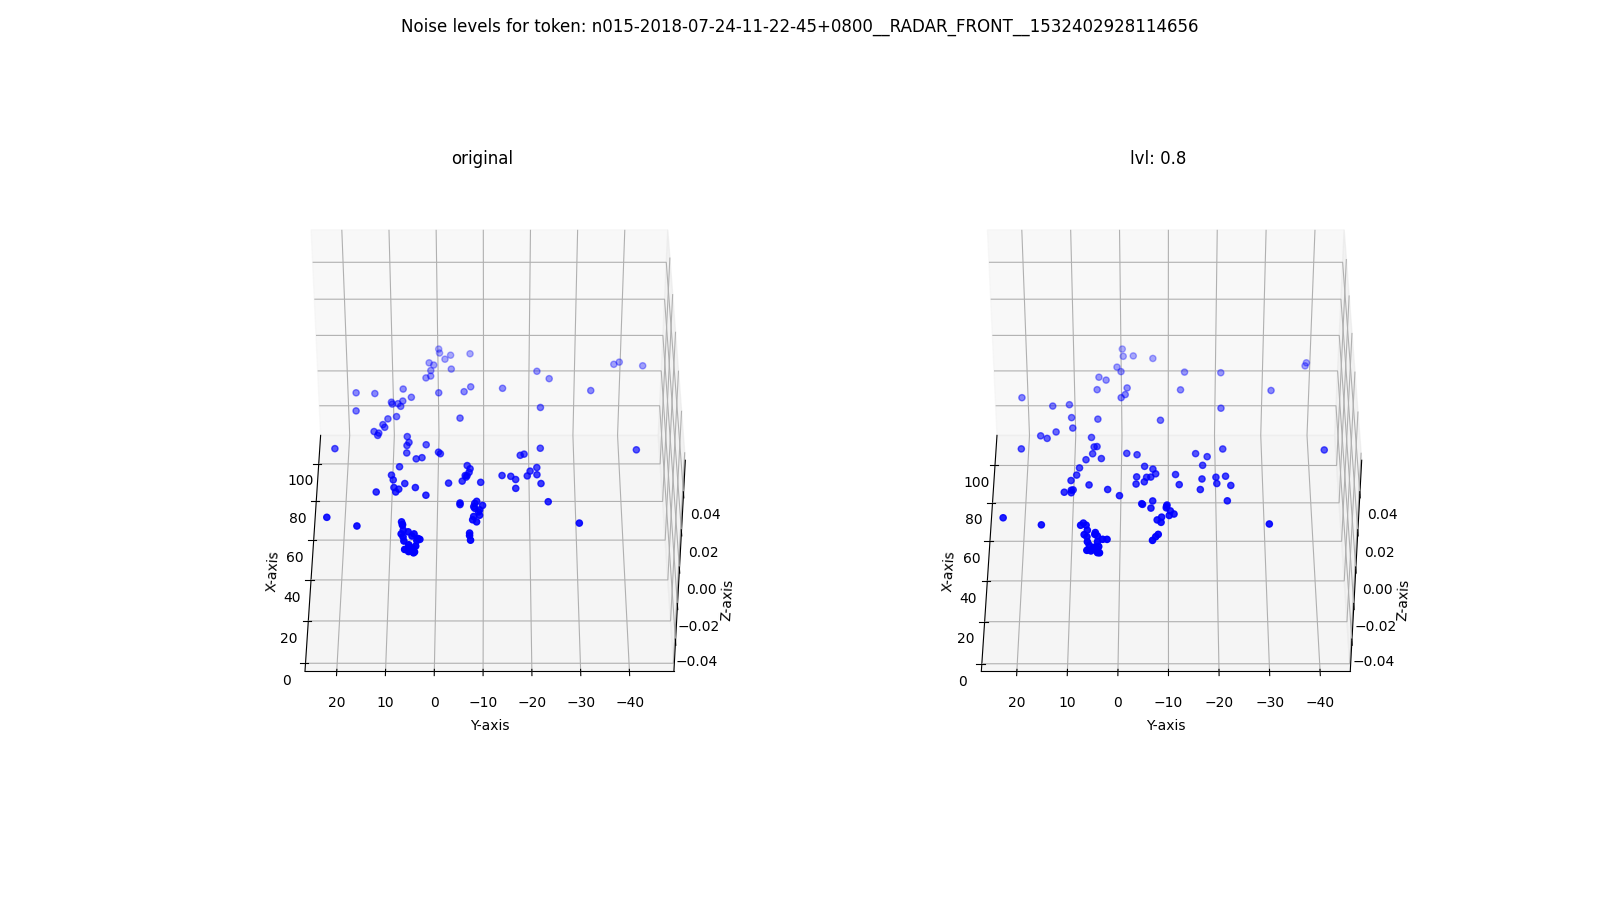 Noise levels for token: n015-2018-07-24-11-22-45+0800__RADAR_FRONT__1532402928114656
original
100
80
60
40
20
0
X-axis
20 10 0 −10 −20 −30 −40
Y-axis
0.04
0.02
0.00
−0.02
−0.04
Z-axis
lvl: 0.8
100
80
60
40
20
0
X-axis
20 10 0 −10 −20 −30 −40
Y-axis
0.04
0.02
0.00
−0.02
−0.04
Z-axis